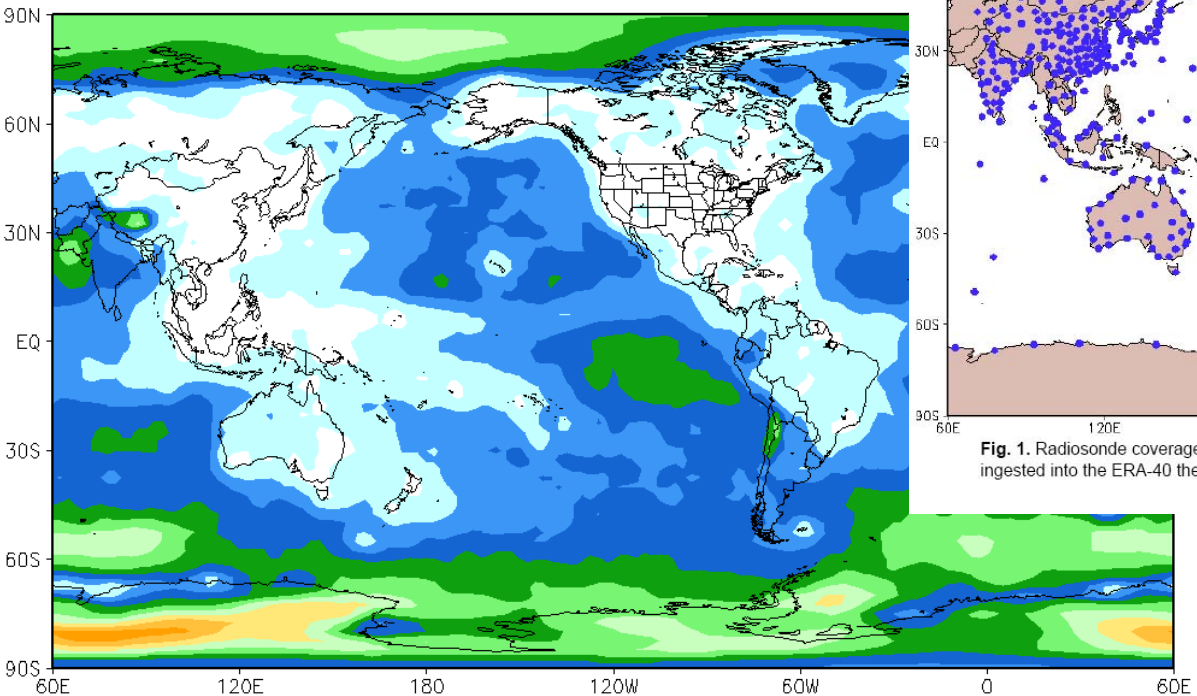 90N
60N
30N
EQ
30S
60S
90S
60E
120E
180
120W
60W
0
60E
30N
EQ
30S
60S
90S
60E
120E
Fig. 1. Radiosonde coverage
ingested into the ERA-40 the